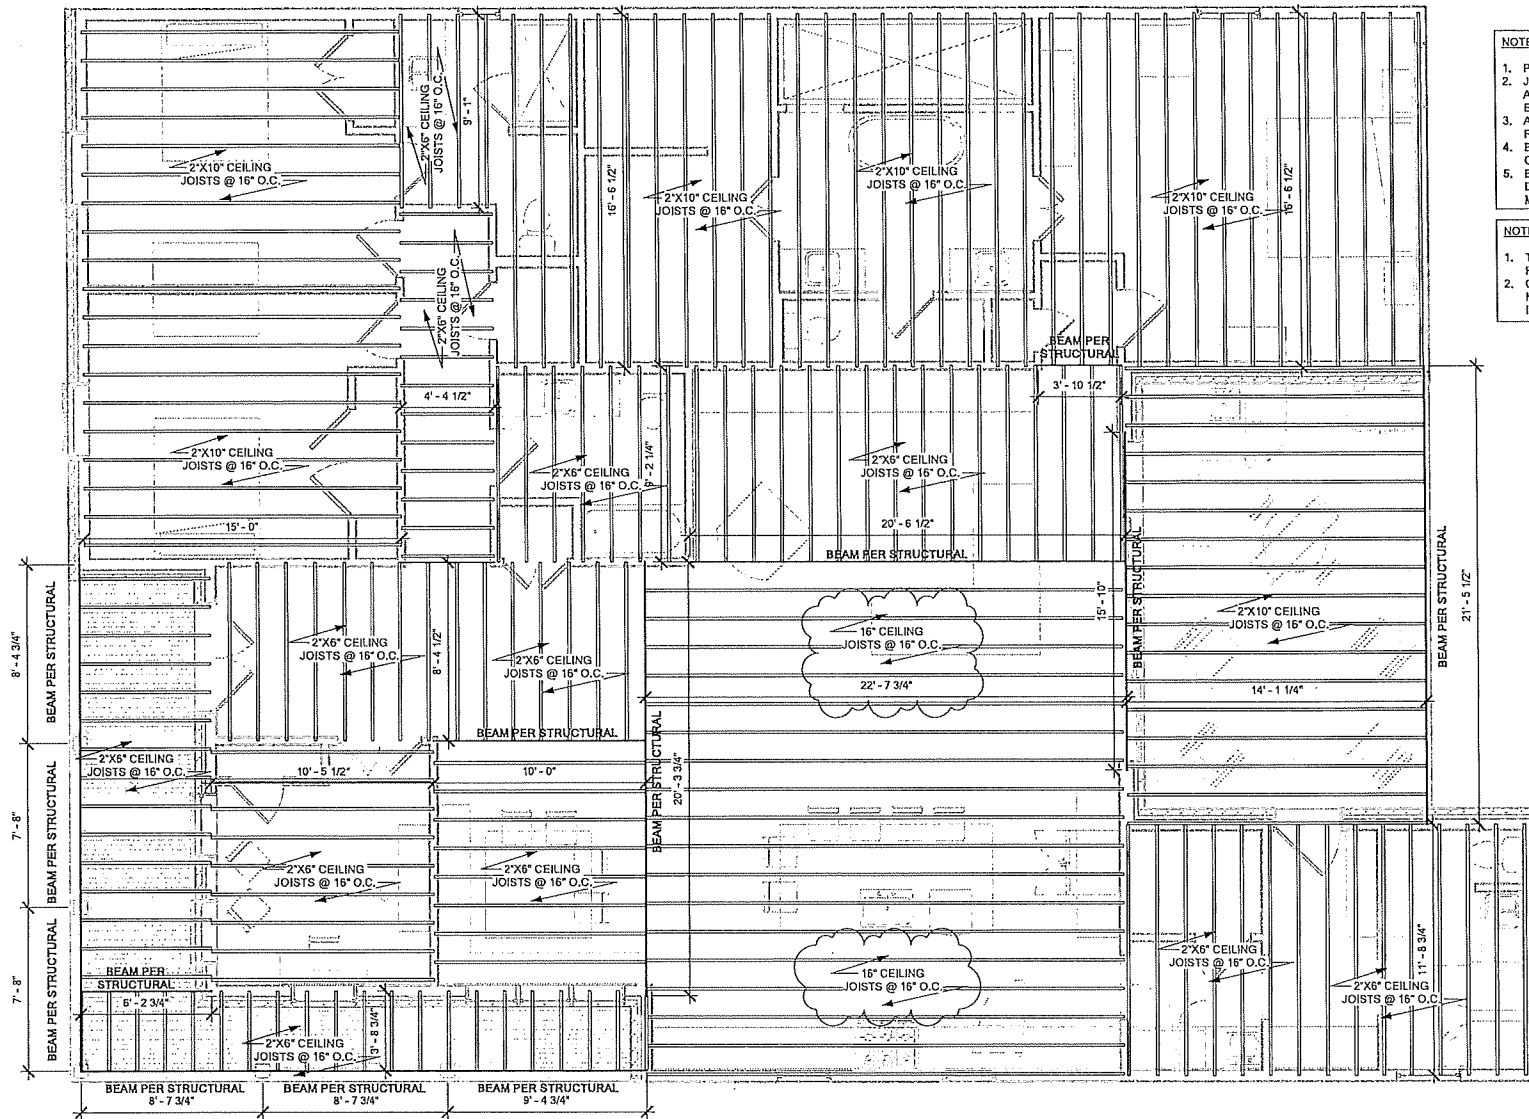 NOTE
1. P
2. J
A
E
3. A
F
4. E
C
5. E
D
M
NOTE
1. T
2. C
2"X6" CEILING
JOISTS @ 16" O.C.
9' - 1"
2"X10" CEILING
JOISTS @ 16" O.C.
16' - 6 1/2"
2"X10" CEILING
JOISTS @ 16" O.C.
2"X10" CEILING
JOISTS @ 16" O.C.
2"X10" CEILING
JOISTS @ 16" O.C.
16' - 6 1/2"
2"X6" CEILING
JOISTS @ 16" O.C.
BEAM PER
STRUCTURAL
4' - 4 1/2"
3' - 10 1/2"
2"X10" CEILING
JOISTS @ 16" O.C.
2"X6" CEILING
JOISTS @ 16" O.C.
9' - 2 1/4"
2"X6" CEILING
JOISTS @ 16" O.C.
15' - 0"
20' - 6 1/2"
BEAM PER STRUCTURAL
8' - 4 3/4"
BEAM PER STRUCTURAL
2"X6" CEILING
JOISTS @ 16" O.C.
8' - 4 1/2"
2"X6" CEILING
JOISTS @ 16" O.C.
16" CEILING
JOISTS @ 16" O.C.
22' - 7 3/4"
15' - 10"
BEAM PER STRUCTURAL
2"X10" CEILING
JOISTS @ 16" O.C.
14' - 1 1/4"
BEAM PER STRUCTURAL
21' - 5 1/2"
BEAM PER STRUCTURAL
2"X6" CEILING
JOISTS @ 16" O.C.
10' - 5 1/2"
10' - 0"
BEAM PER STRUCTURAL
20' - 3 3/4"
7' - 8"
BEAM PER STRUCTURAL
2"X6" CEILING
JOISTS @ 16" O.C.
2"X6" CEILING
JOISTS @ 16" O.C.
7' - 8"
BEAM PER STRUCTURAL
BEAM PER
STRUCTURAL
6' - 2 3/4"
16" CEILING
JOISTS @ 16" O.C.
2"X6" CEILING
JOISTS @ 16" O.C.
11' - 8 3/4"
2"X6" CEILING
JOISTS @ 16" O.C.
2"X6" CEILING
JOISTS @ 16" O.C.
3' - 8 3/4"
BEAM PER STRUCTURAL
8' - 7 3/4"
BEAM PER STRUCTURAL
8' - 7 3/4"
BEAM PER STRUCTURAL
9' - 4 3/4"